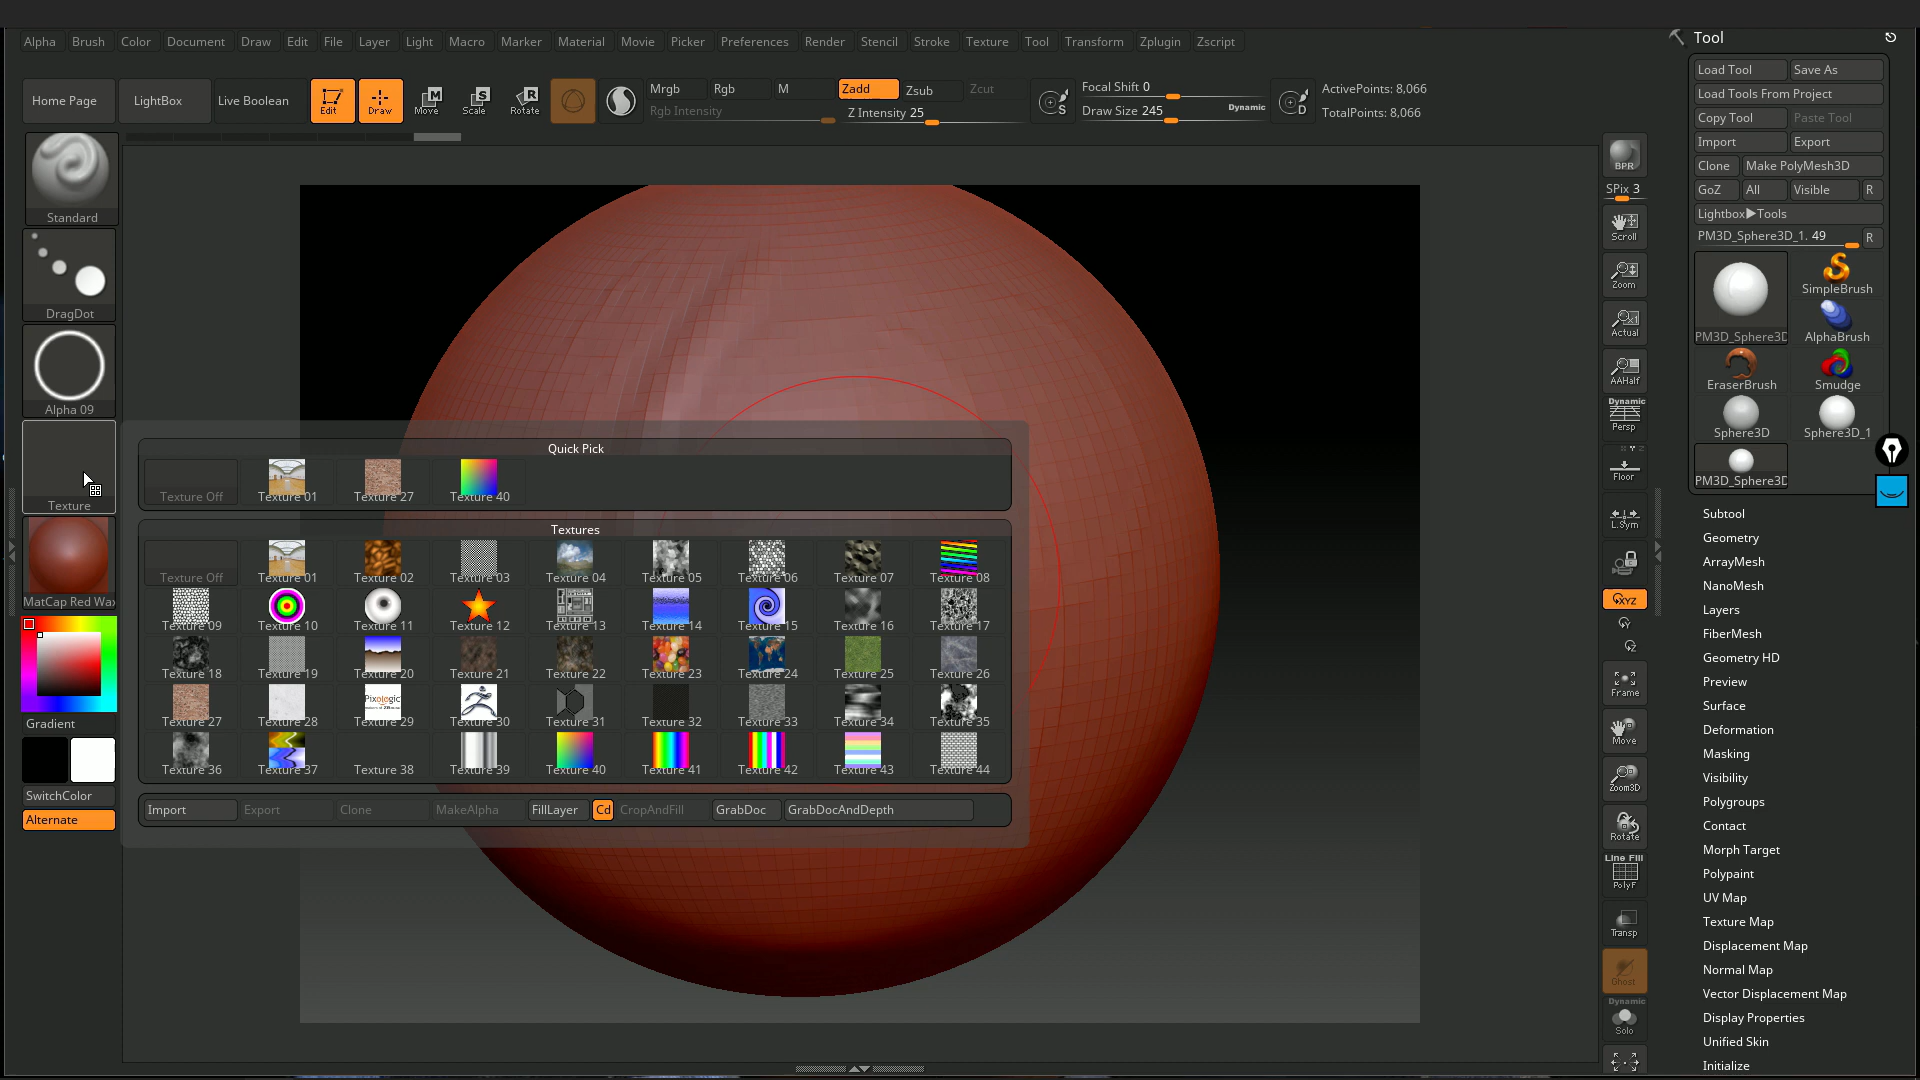 Tool
Alpha Brush Color Document Draw Edit File Layer Light Macro Marker Material Movie Picker Preferences Render Stencil Stroke Texture Tool Transform Zplugin Zscript
Home Page LightBox Live Boolean Edit Draw Move Scale Rotate
Mrgb Rgb M Zadd Zsub Zcut
Rgb Intensity Z Intensity 25
Focal Shift 0
Draw Size 245 Dynamic
ActivePoints: 8,066
TotalPoints: 8,066
Standard
DragDot
Alpha 09
Texture
MatCap Red Wax
Gradient
SwitchColor
Alternate
Quick Pick
Texture Off Texture 01 Texture 27 Texture 40
Textures
Texture Off Texture 01 Texture 02 Texture 03 Texture 04 Texture 05 Texture 06 Texture 07 Texture 08
Texture 09 Texture 10 Texture 11 Texture 12 Texture 13 Texture 14 Texture 15 Texture 16 Texture 17
Texture 18 Texture 19 Texture 20 Texture 21 Texture 22 Texture 23 Texture 24 Texture 25 Texture 26
Pixologic
Texture 27 Texture 28 Texture 29 Texture 30 Texture 31 Texture 32 Texture 33 Texture 34 Texture 35
Texture 36 Texture 37 Texture 38 Texture 39 Texture 40 Texture 41 Texture 42 Texture 43 Texture 44
Import Export Clone MakeAlpha FillLayer Cd CropAndFill GrabDoc GrabDocAndDepth
BPR
SPix 3
Scroll
Zoom
Actual
AAHalf
Dynamic
Persp
Floor
L.Sym
XYZ
Y
Z
Frame
Move
Zoom3D
Rotate
Line Fill
PolyF
Transp
Ghost
Dynamic
Solo
Load Tool Save As
Load Tools From Project
Copy Tool Paste Tool
Import Export
Clone Make PolyMesh3D
GoZ All Visible R
Lightbox▶Tools
PM3D_Sphere3D_1. 49 R
SimpleBrush
PM3D_Sphere3D AlphaBrush
EraserBrush Smudge
Sphere3D Sphere3D_1
PM3D_Sphere3D
Subtool
Geometry
ArrayMesh
NanoMesh
Layers
FiberMesh
Geometry HD
Preview
Surface
Deformation
Masking
Visibility
Polygroups
Contact
Morph Target
Polypaint
UV Map
Texture Map
Displacement Map
Normal Map
Vector Displacement Map
Display Properties
Unified Skin
Initialize